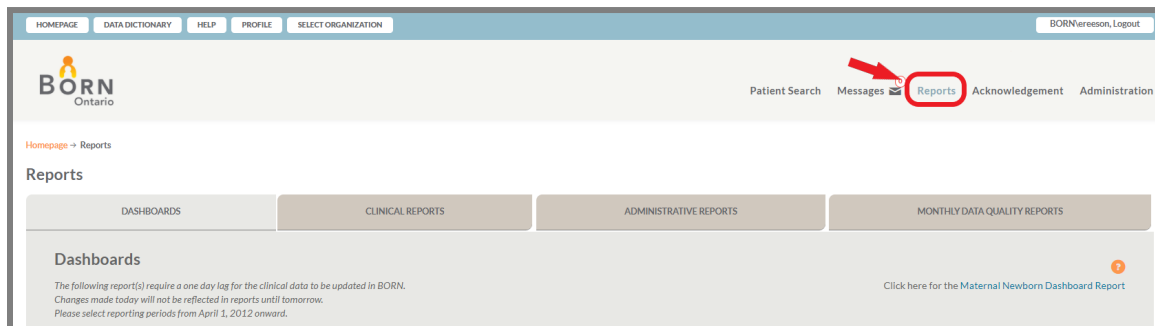 HOMEPAGE DATA DICTIONARY HELP PROFILE SELECT ORGANIZATION BORN\ereeson, Logout
BORN
Ontario
Patient Search Messages Reports Acknowledgement Administration
Homepage → Reports
Reports
DASHBOARDS CLINICAL REPORTS ADMINISTRATIVE REPORTS MONTHLY DATA QUALITY REPORTS
Dashboards
?
The following report(s) require a one day lag for the clinical data to be updated in BORN. Click here for the Maternal Newborn Dashboard Report
Changes made today will not be reflected in reports until tomorrow.
Please select reporting periods from April 1, 2012 onward.